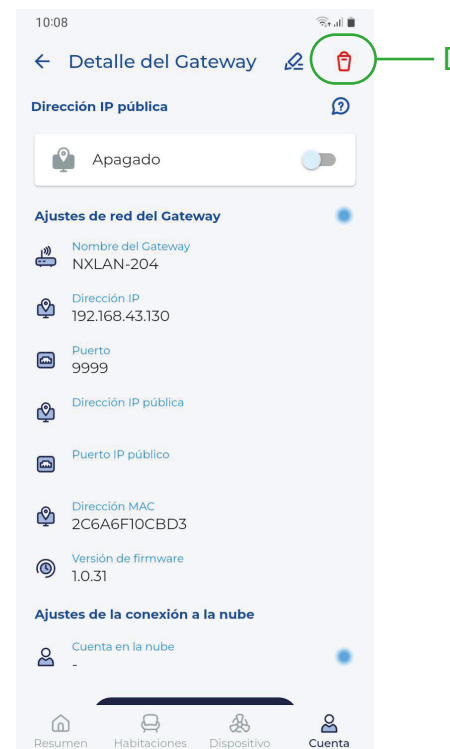 10:08
Detalle del Gateway
Dirección IP pública
Apagado
Ajustes de red del Gateway
Nombre del Gateway
NXLAN-204
Dirección IP
192.168.43.130
Puerto
9999
Dirección IP pública
Puerto IP público
Dirección MAC
2C6A6F10CBD3
Versión de firmware
1.0.31
Ajustes de la conexión a la nube
Cuenta en la nube
-
Resumen Habitaciones Dispositivo Cuenta